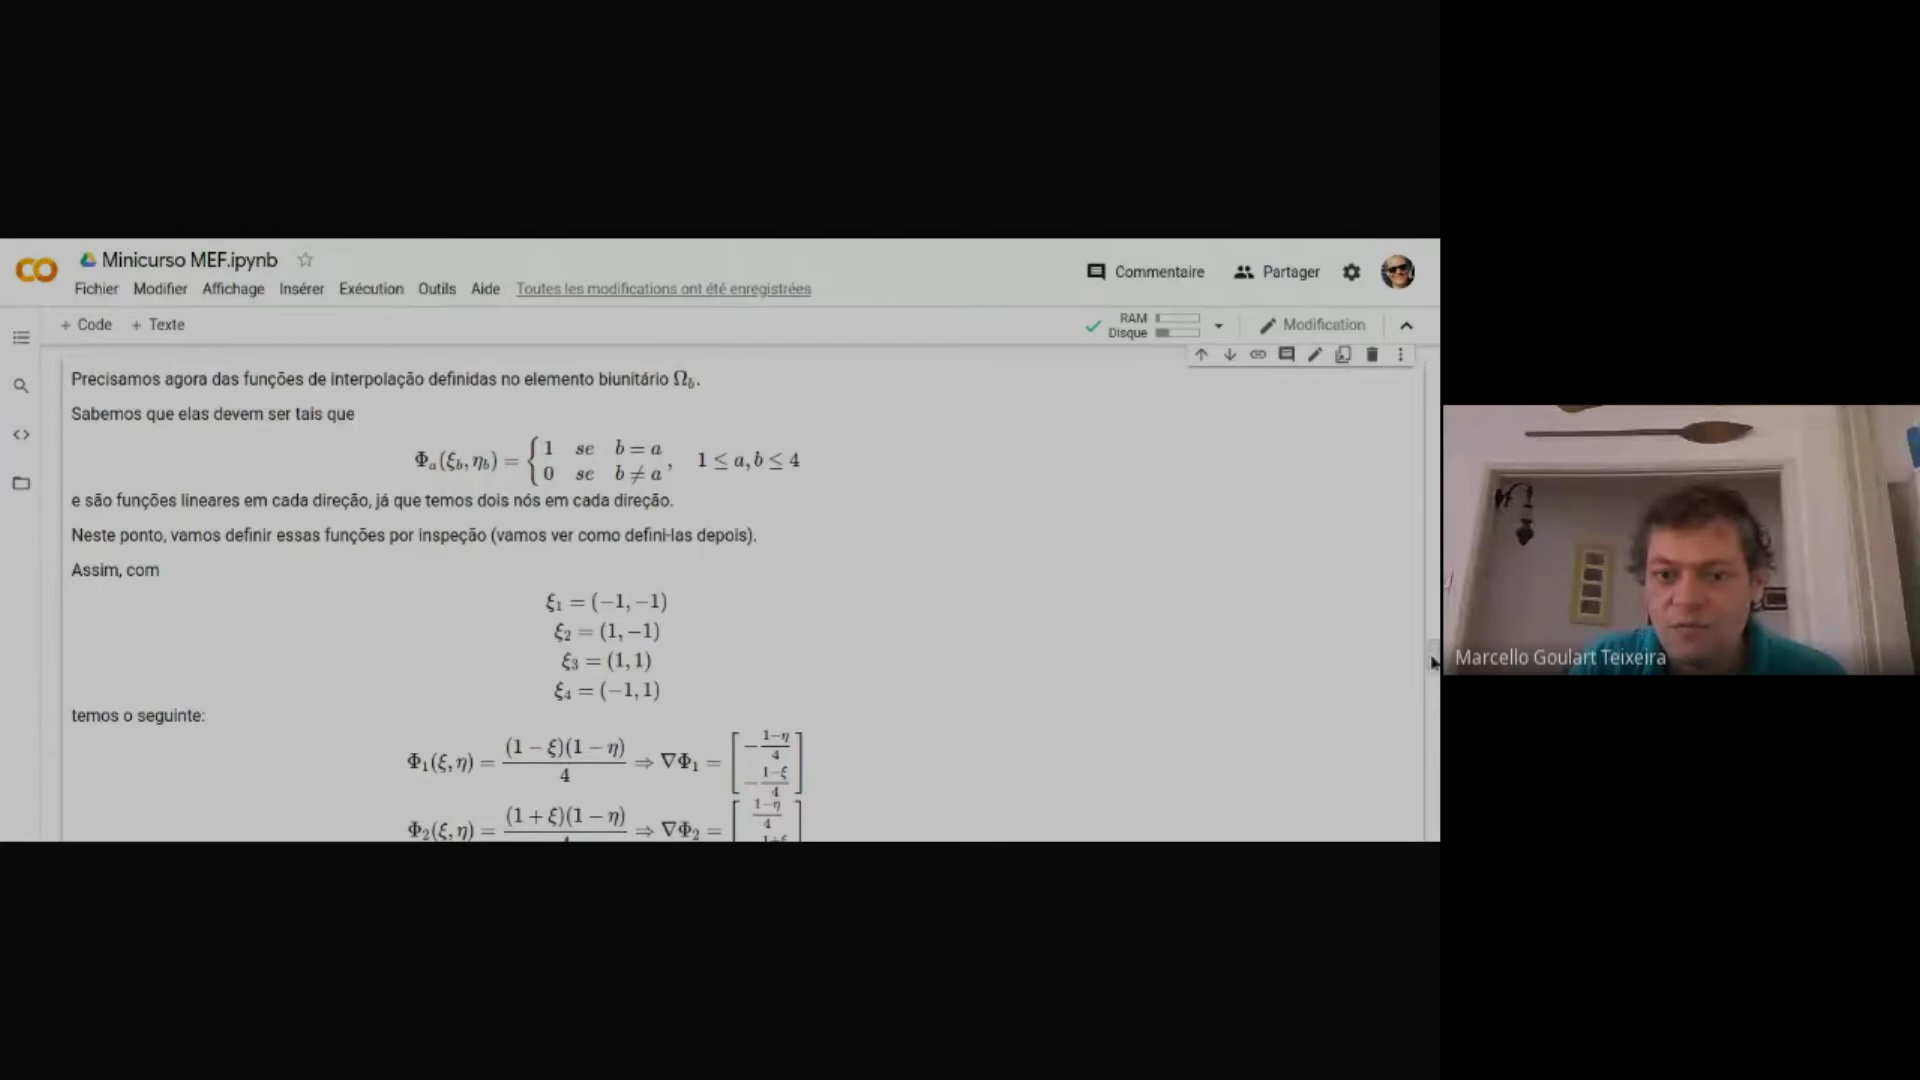 Minicurso MEF.ipynb
Fichier Modifier Affichage Insérer Exécution Outils Aide Toutes les modifications ont été enregistrées
Commentaire Partager
+ Code + Texte
RAM
Disque
Modification
Precisamos agora das funções de interpolação definidas no elemento biunitário Ω_b.
Sabemos que elas devem ser tais que
Φ_a(ξ_b, η_b) = { 1 se b = a
0 se b ≠ a , 1 ≤ a, b ≤ 4
e são funções lineares em cada direção, já que temos dois nós em cada direção.
Neste ponto, vamos definir essas funções por inspeção (vamos ver como defini-las depois).
Assim, com
ξ_1 = (−1, −1)
ξ_2 = (1, −1)
ξ_3 = (1, 1)
ξ_4 = (−1, 1)
temos o seguinte:
Φ_1(ξ, η) = (1 − ξ)(1 − η)/4 ⇒ ∇Φ_1 = [ −(1−η)/4 ; −(1−ξ)/4 ]
Φ_2(ξ, η) = (1 + ξ)(1 − η) ⇒ ∇Φ_2 = [ (1−η)/4
Marcello Goulart Teixeira